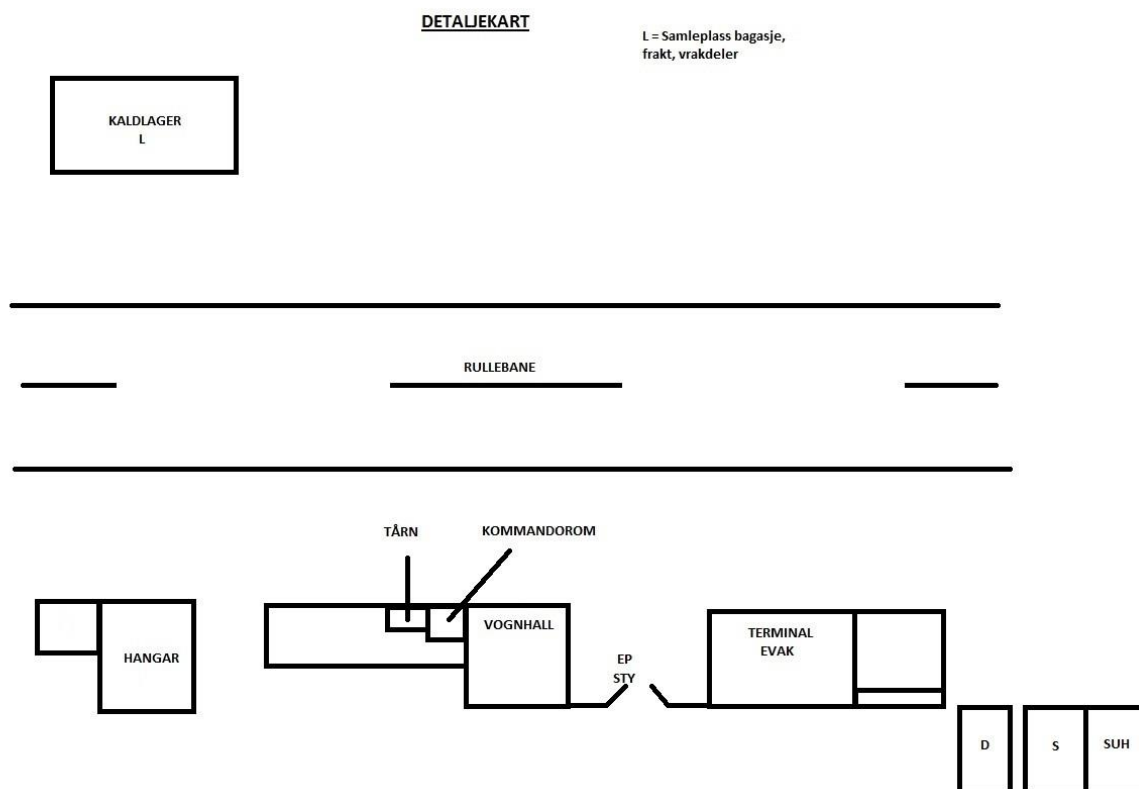 DETALJEKART
L = Samleplass bagasje,
frakt, vrakdeler
KALDLAGER
L
RULLEBANE
TÅRN
KOMMANDOROM
HANGAR
VOGNHALL
EP
STY
TERMINAL
EVAK
D
S
SUH